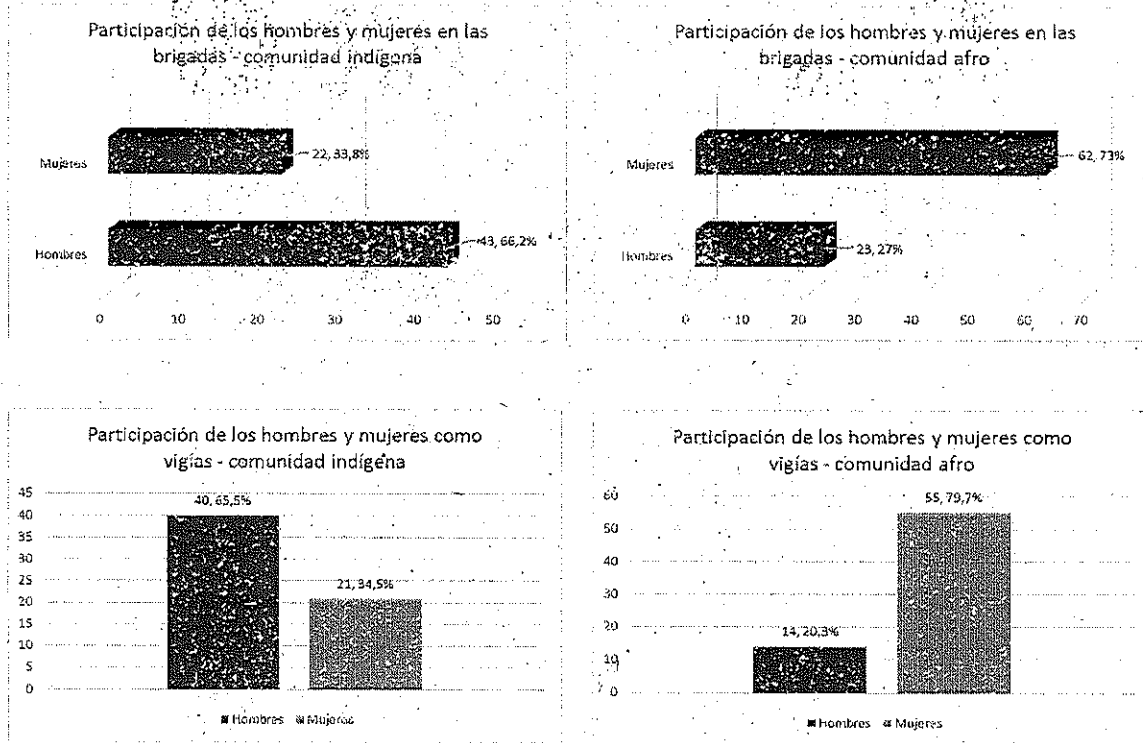 Participación de los hombres y mujeres en las
brigadas - comunidad indígena
Mujeres
22, 33,8%
Hombres
43, 66,2%
0 10 20 30 40 50
Participación de los hombres y mujeres en las
brigadas - comunidad afro
Mujeres
62, 73%
Hombres
23, 27%
0 10 20 30 40 50 60 70
Participación de los hombres y mujeres como
vigías - comunidad indígena
45
40
35
30
25
20
15
10
5
0
40, 65,5%
21, 34,5%
Hombres Mujeres
Participación de los hombres y mujeres como
vigías - comunidad afro
60
50
40
30
20
10
0
14, 20,3%
55, 79,7%
Hombres Mujeres